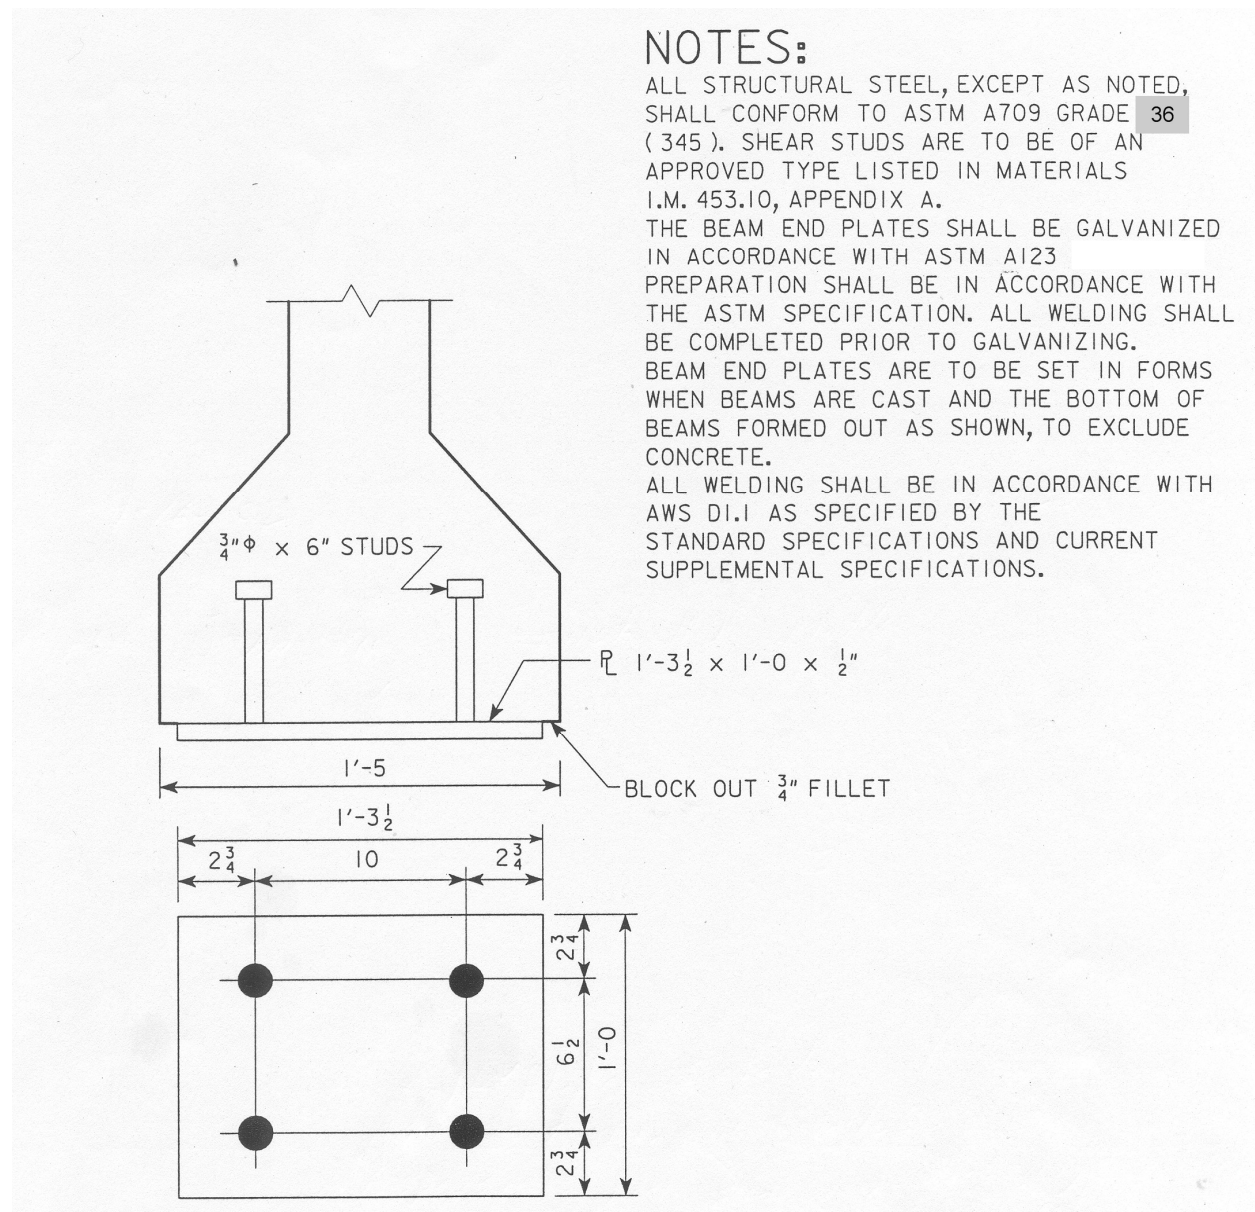 NOTES:
ALL STRUCTURAL STEEL, EXCEPT AS NOTED,
SHALL CONFORM TO ASTM A709 GRADE 36
(345). SHEAR STUDS ARE TO BE OF AN
APPROVED TYPE LISTED IN MATERIALS
I.M. 453.10, APPENDIX A.
THE BEAM END PLATES SHALL BE GALVANIZED
IN ACCORDANCE WITH ASTM A123
PREPARATION SHALL BE IN ACCORDANCE WITH
THE ASTM SPECIFICATION. ALL WELDING SHALL
BE COMPLETED PRIOR TO GALVANIZING.
BEAM END PLATES ARE TO BE SET IN FORMS
WHEN BEAMS ARE CAST AND THE BOTTOM OF
BEAMS FORMED OUT AS SHOWN, TO EXCLUDE
CONCRETE.
ALL WELDING SHALL BE IN ACCORDANCE WITH
AWS D1.1 AS SPECIFIED BY THE
STANDARD SPECIFICATIONS AND CURRENT
SUPPLEMENTAL SPECIFICATIONS.
3/4"ϕ x 6" STUDS
PL 1'-3 1/2 x 1'-0 x 1/2"
1'-5
BLOCK OUT 3/4" FILLET
1'-3 1/2
2 3/4
10
2 3/4
2 3/4
6 1/2
1'-0
2 3/4